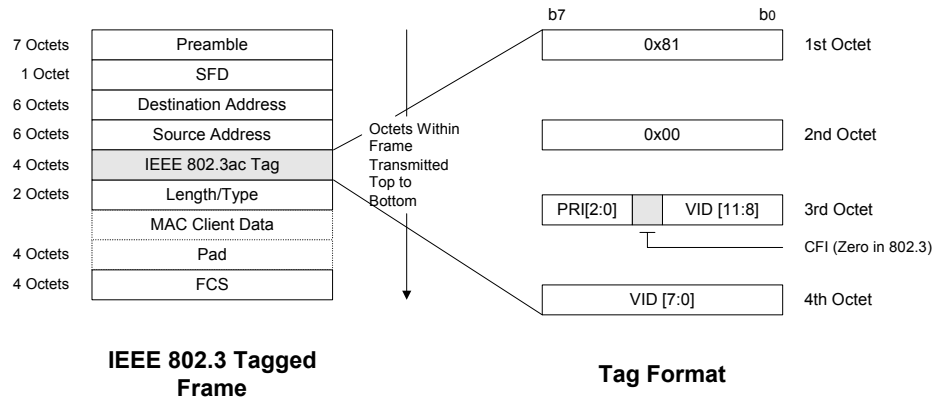 7 Octets Preamble
1 Octet SFD
6 Octets Destination Address
6 Octets Source Address
4 Octets IEEE 802.3ac Tag
2 Octets Length/Type
MAC Client Data
4 Octets Pad
4 Octets FCS
Octets Within
Frame
Transmitted
Top to
Bottom
b7 b0
0x81 1st Octet
0x00 2nd Octet
PRI[2:0] VID [11:8] 3rd Octet
CFI (Zero in 802.3)
VID [7:0] 4th Octet
IEEE 802.3 Tagged
Frame
Tag Format